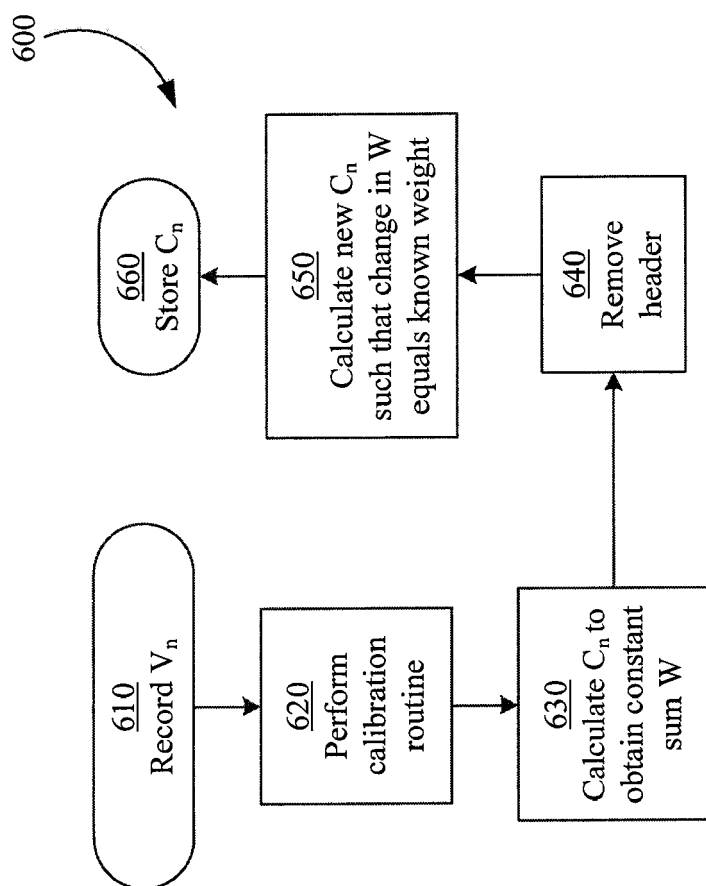 600
610
Record Vn
620
Perform
calibration
routine
630
Calculate Cn to
obtain constant
sum W
640
Remove
header
650
Calculate new Cn
such that change in W
equals known weight
660
Store Cn